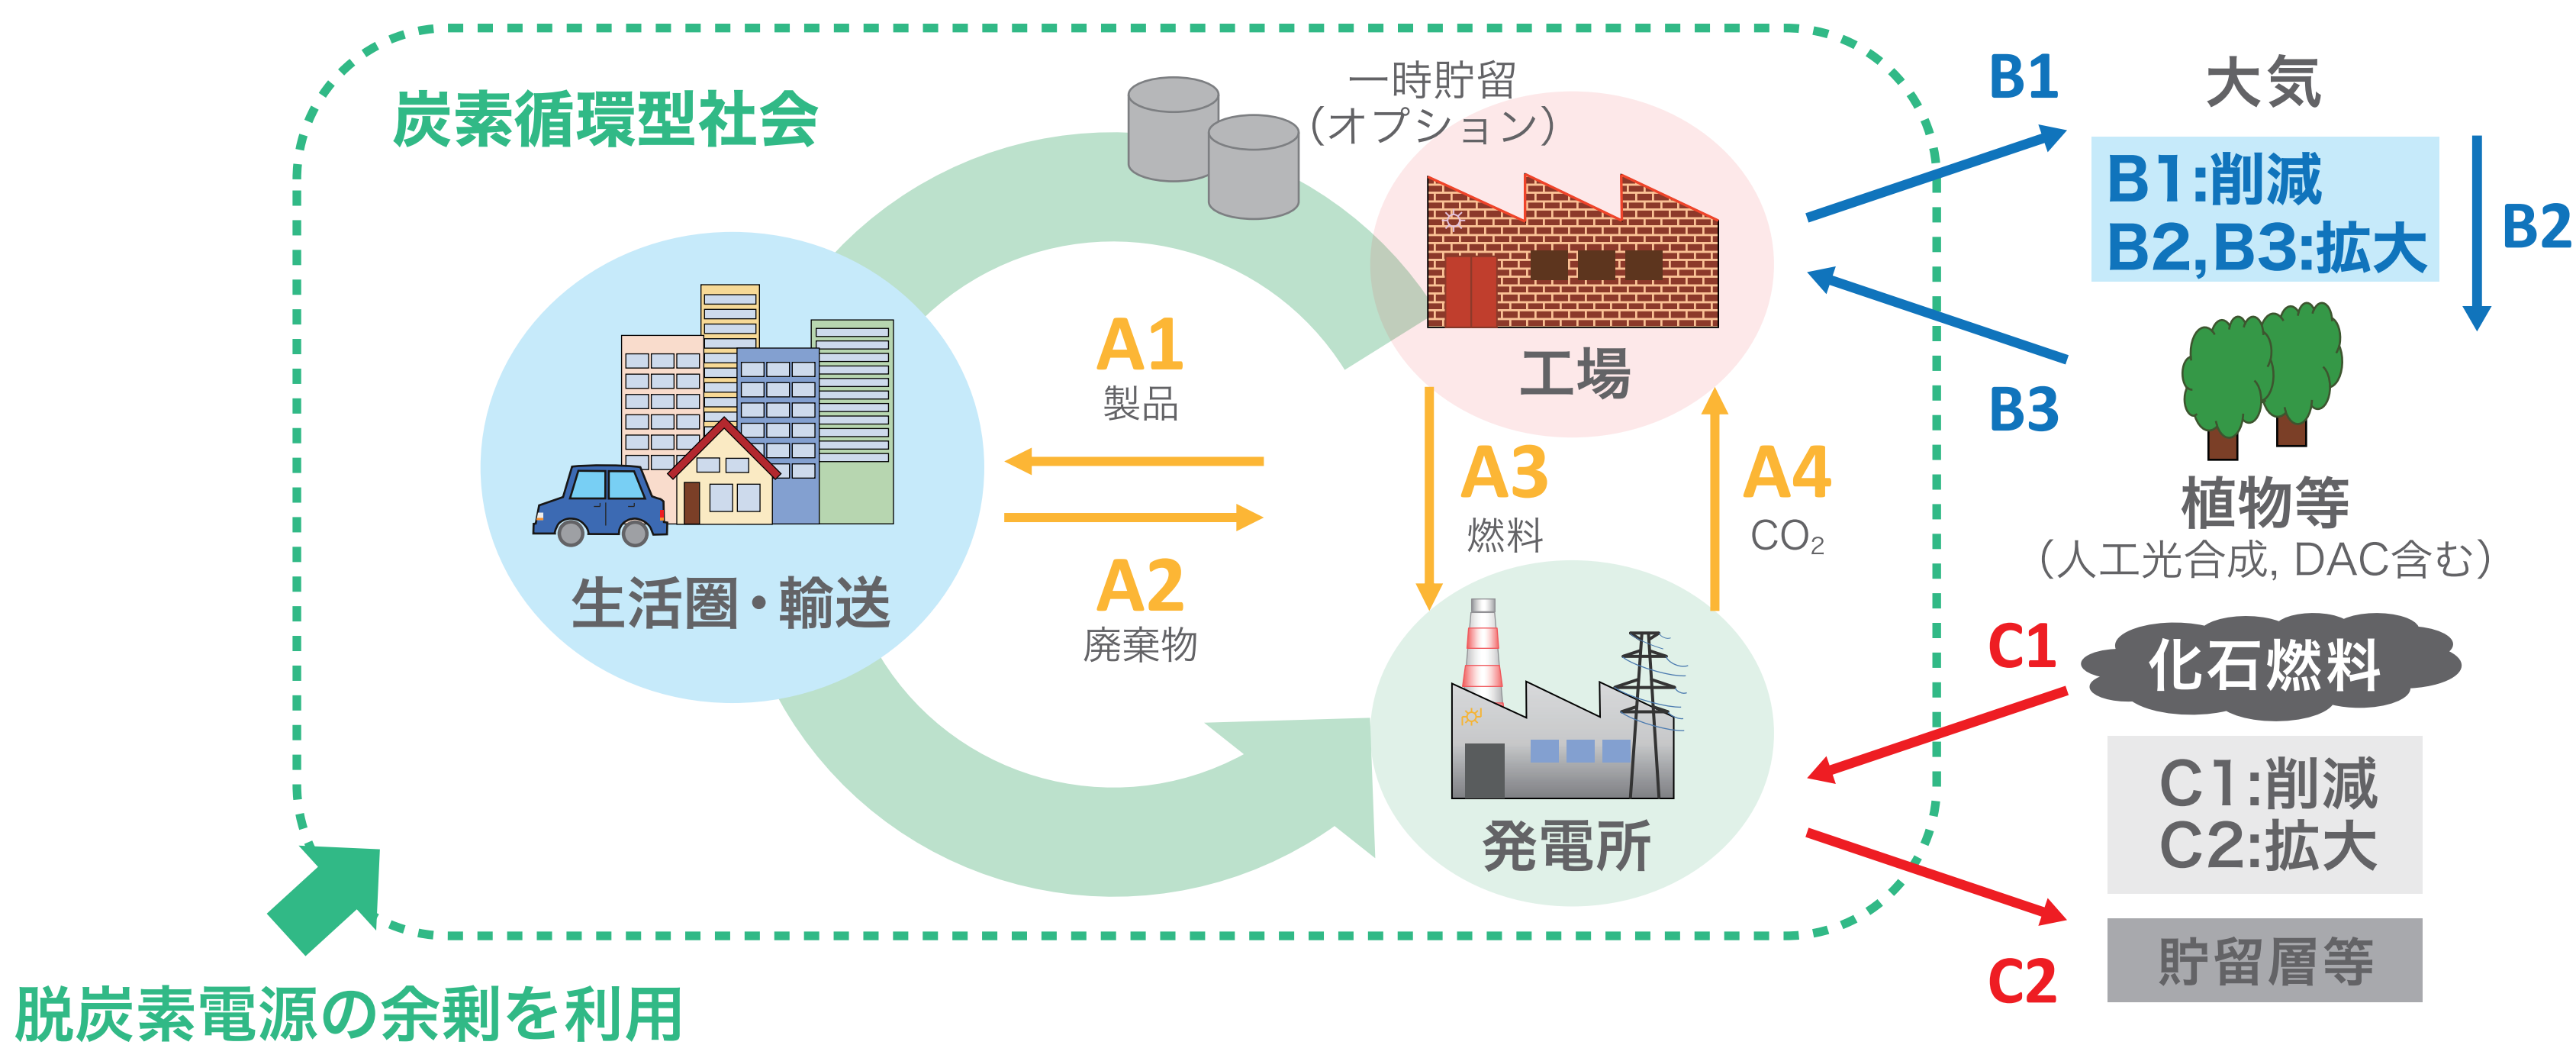 炭素循環型社会
一時貯留
（オプション）
A1
製品
A2
廃棄物
工場
A3
燃料
A4
CO₂
生活圏・輸送
発電所
脱炭素電源の余剰を利用
B1
大気
B1:削減
B2,B3:拡大
B2
B3
植物等
（人工光合成, DAC含む）
C1
化石燃料
C1:削減
C2:拡大
C2
貯留層等